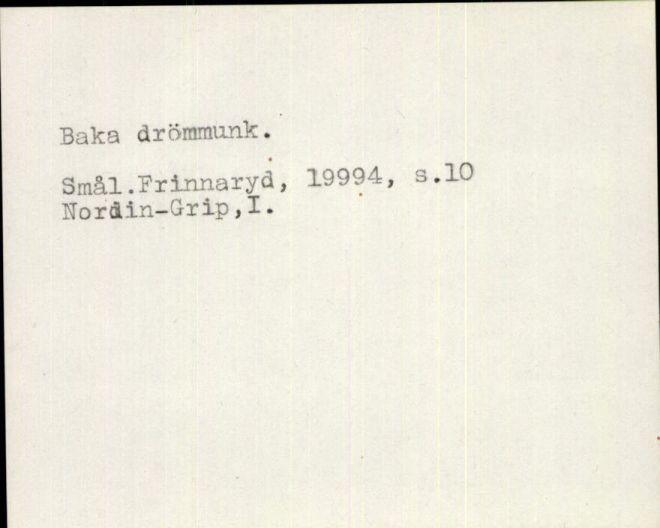 Baka drömmunk.
Smål.Frinnaryd, 19994, s.10
Nordin-Grip,I.